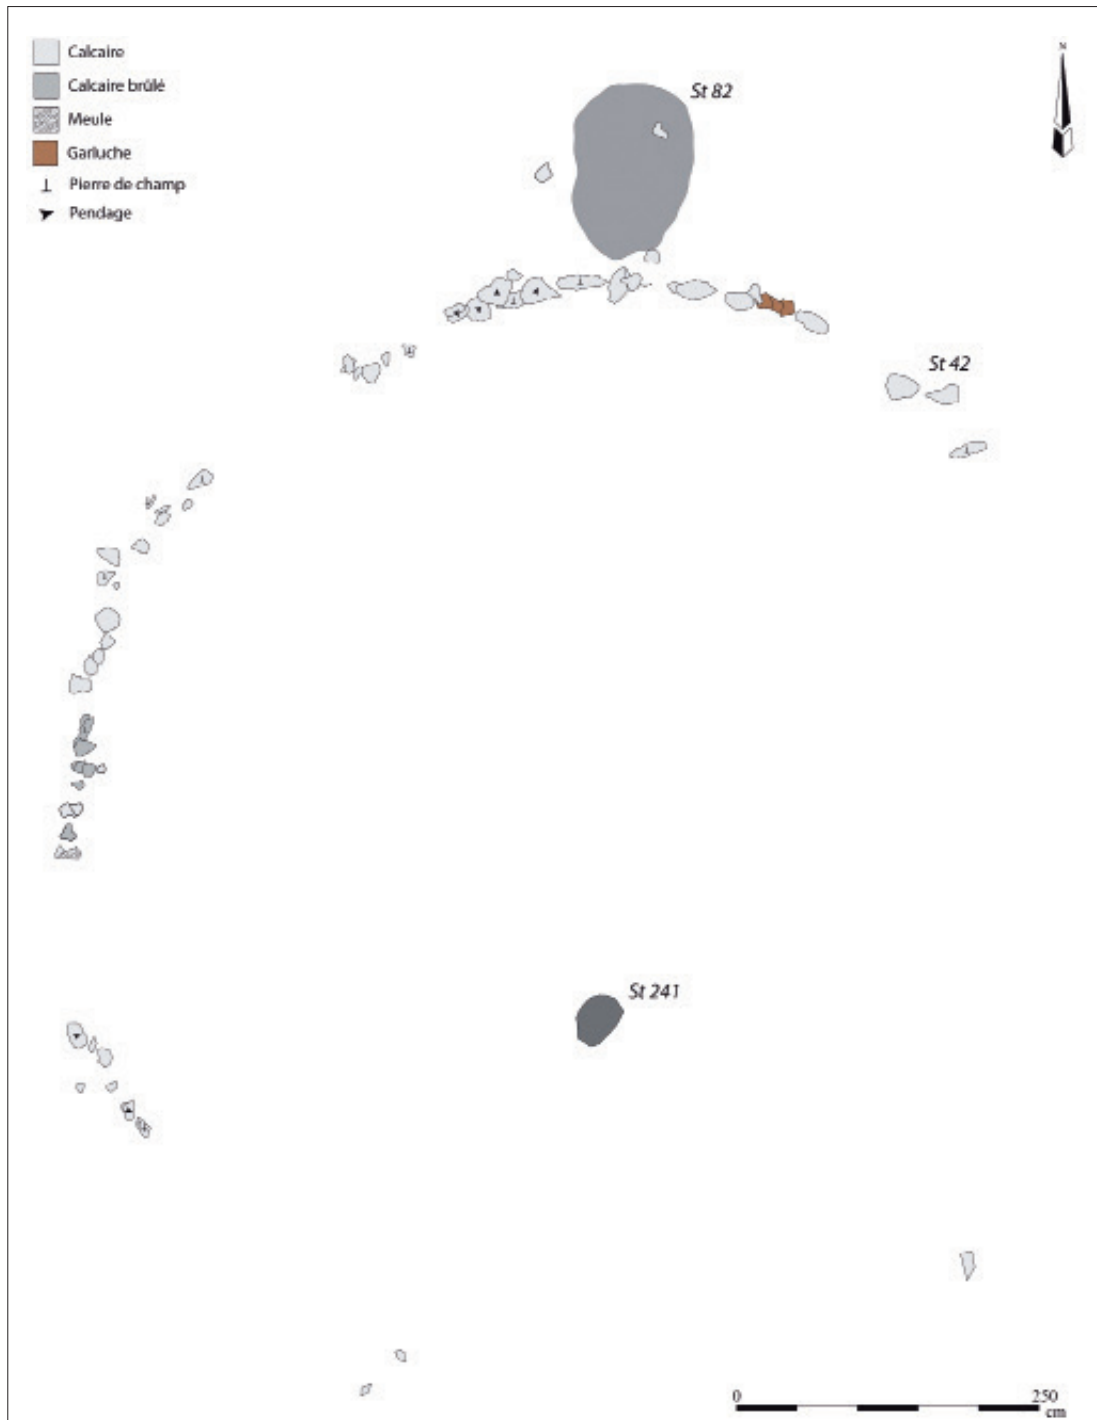 Calcaire
Calcaire brûlé
Meule
Garluche
Pierre de champ
Pendage
N
St 82
St 42
St 241
0 250
cm